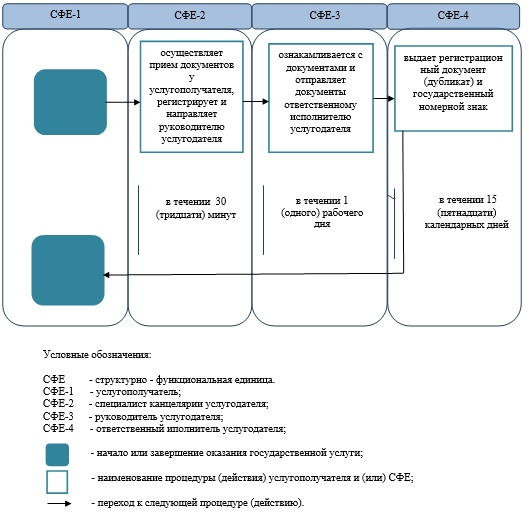 СФЕ-1
СФЕ-2
СФЕ-3
СФЕ-4
осуществляет
прием документов
у
услугополучателя,
регистрирует и
направляет
руководителю
услугодателя
ознакамливается с
документами и
отправляет
документы
ответственному
исполнителю
услугодателя
выдает регистрацион
ный документ
(дубликат) и
государственный
номерной знак
в течении 30
(тридцати) минут
в течении 1
(одного) рабочего
дня
в течении 15
(пятнадцати)
календарных дней
Условные обозначения:
СФЕ - структурно - функциональная единица.
СФЕ-1 - услугополучатель;
СФЕ-2 - специалист канцелярии услугодателя;
СФЕ-3 - руководитель услугодателя;
СФЕ-4 - ответственный иполнитель услугодателя;
- начало или завершение оказания государственной услуги;
- наименование процедуры (действия) услугополучателя и (или) СФЕ;
- переход к следующей процедуре (действию).